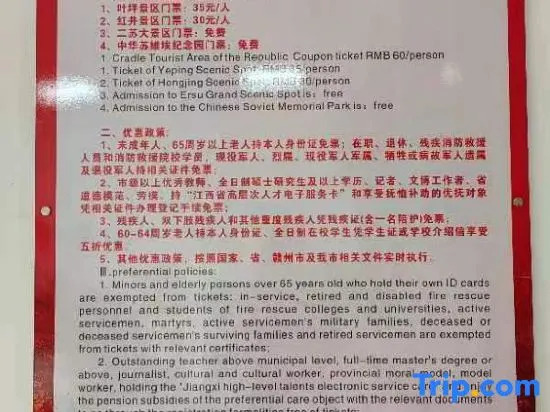 1、叶坪景区门票：35元/人
2、红井景区门票：30元/人
3、二苏大景区门票：免费
4、中华苏维埃纪念园门票：免费
1. Cradle Tourist Area of the Republic Coupon ticket RMB 60/person
1. Ticket of Yeping Scenic Spot: RMB 35/person
2. Ticket of Hongjing Scenic Spot: RMB 30/person
3. Admission to Ersu Grand Scenic Spot is: free
4. Admission to the Chinese Soviet Memorial Park is: free
二、优惠政策：
1、未成年人、65周岁以上老人持本人身份证免票；在职、退休、残疾消防救援
人员和消防救援院校学员，现役军人、烈属、现役军人军属、牺牲或病故军人遗属
及退役军人持相关证件免票；
2、市级以上优秀教师、全日制硕士研究生及以上学历、记者、文博工作者、省
道德模范、劳模、持“江西省高层次人才电子服务卡”和享受抚恤补助的优抚对象
凭相关证件办理登记手续免票；
3、残疾人、双下肢残疾人和其他重度残疾人凭残疾证(含一名陪护)免票；
4、60-64周岁老人持本人身份证、全日制在校学生凭学生证或学校介绍信享受
五折优惠。
5、其他优惠政策，按照国家、省、赣州市及我市相关文件实时执行。
Ⅱ.preferential policies:
1. Minors and elderly persons over 65 years old who hold their own ID cards
are exempted from tickets; in-service, retired and disabled fire rescue
personnel and students of fire rescue colleges and universities, active
servicemen, martyrs, active servicemen's military families, deceased or
deceased servicemen's surviving families and retired servicemen are exempted
from tickets with relevant certificates;
2. Outstanding teacher above municipal level, full-time master's degree or
above, journalist, cultural and cultural worker, provincial moral model, model
worker, holding the "Jiangxi high-level talents electronic service card"
the pension subsidies of the preferential care object with the relevant documents
Trip.com